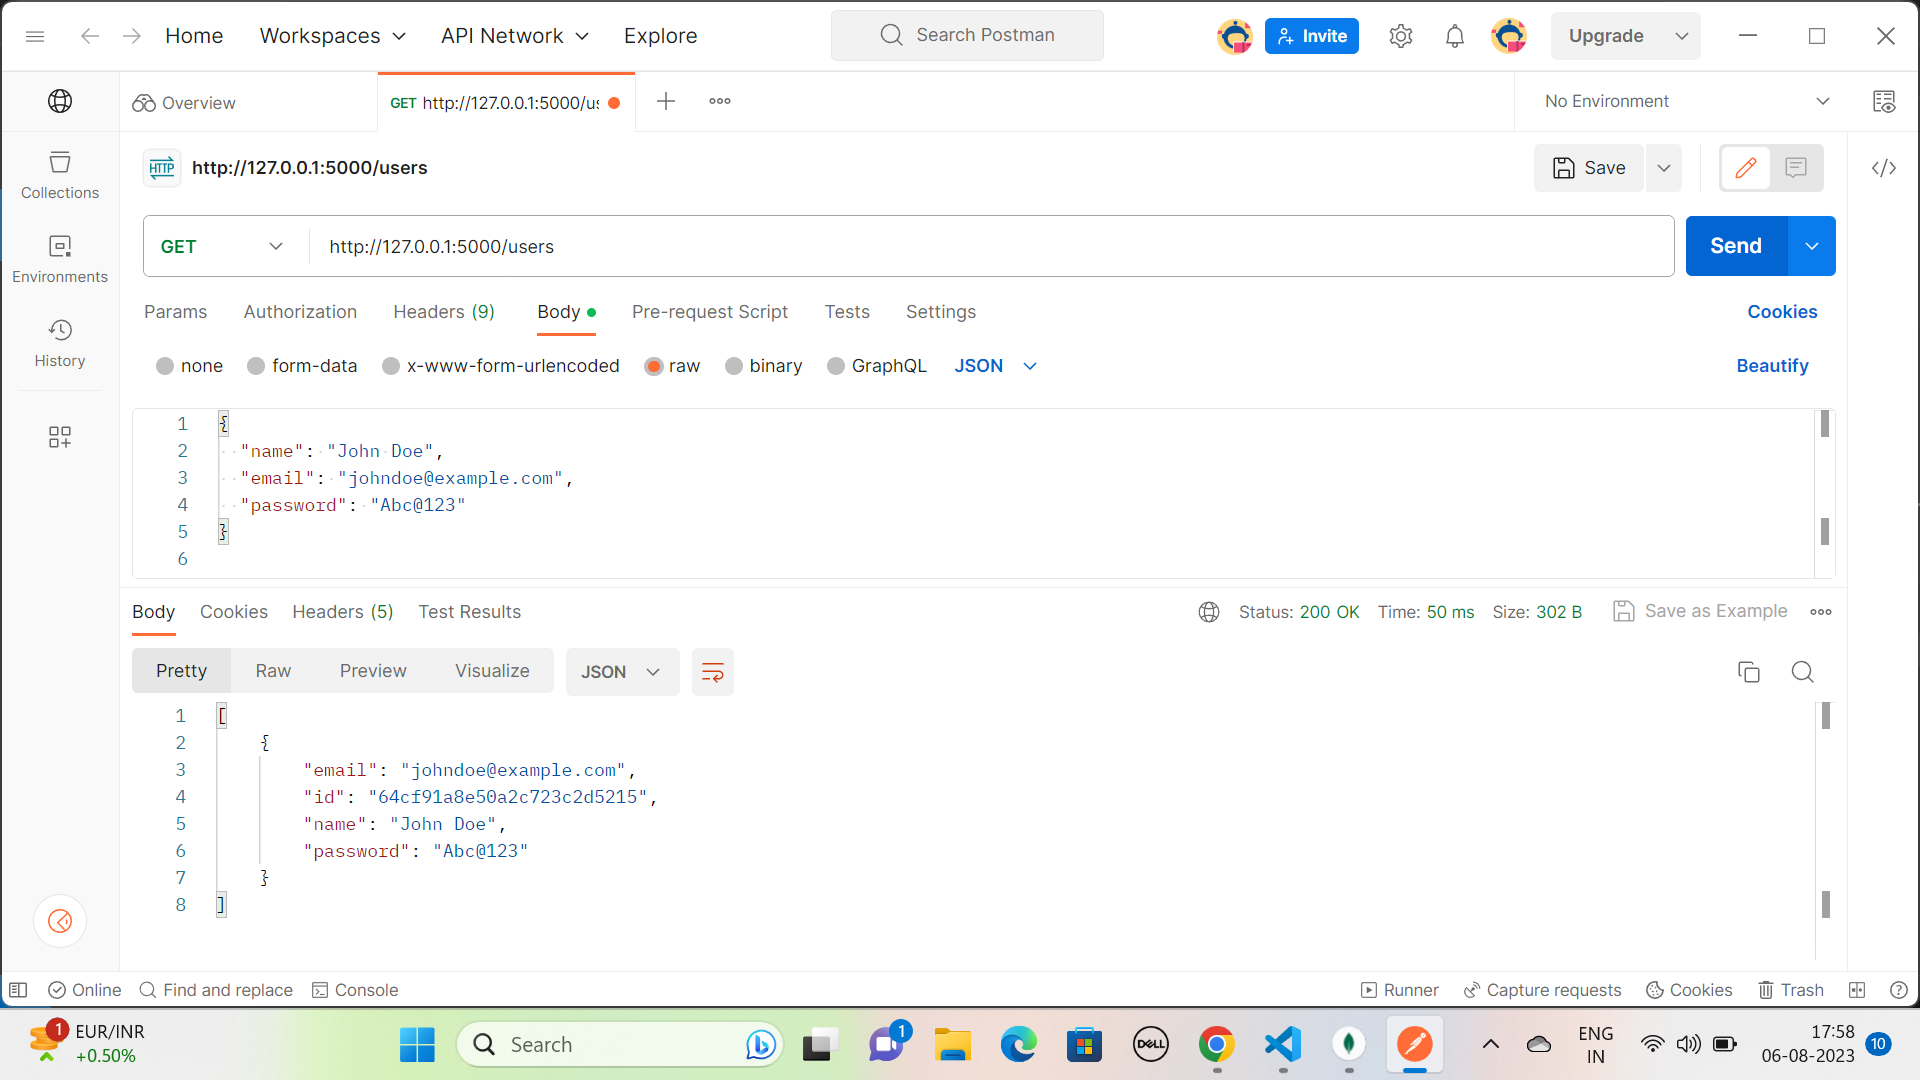 Home Workspaces API Network Explore Search Postman Invite Upgrade
Overview GET http://127.0.0.1:5000/us No Environment
HTTP http://127.0.0.1:5000/users Save
Collections
GET http://127.0.0.1:5000/users Send
Environments
Params Authorization Headers (9) Body Pre-request Script Tests Settings Cookies
History
none form-data x-www-form-urlencoded raw binary GraphQL JSON Beautify
1 {
2 "name": "John Doe",
3 "email": "johndoe@example.com",
4 "password": "Abc@123"
5 }
6
Body Cookies Headers (5) Test Results Status: 200 OK Time: 50 ms Size: 302 B Save as Example
Pretty Raw Preview Visualize JSON
1 [
2 {
3 "email": "johndoe@example.com",
4 "id": "64cf91a8e50a2c723c2d5215",
5 "name": "John Doe",
6 "password": "Abc@123"
7 }
8 ]
Online Find and replace Console Runner Capture requests Cookies Trash
1 EUR/INR
+0.50%
Search
1
DELL
ENG
IN
17:58
06-08-2023
10